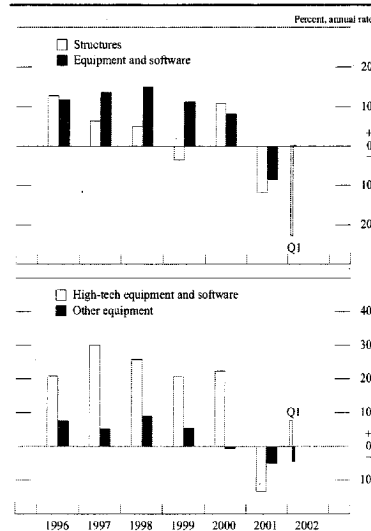 Percent, annual rate
Structures
Equipment and software
20
10
+
0
−
10
20
Q1
High-tech equipment and software
Other equipment
40
30
20
Q1
10
+
0
−
10
1996 1997 1998 1999 2000 2001 2002